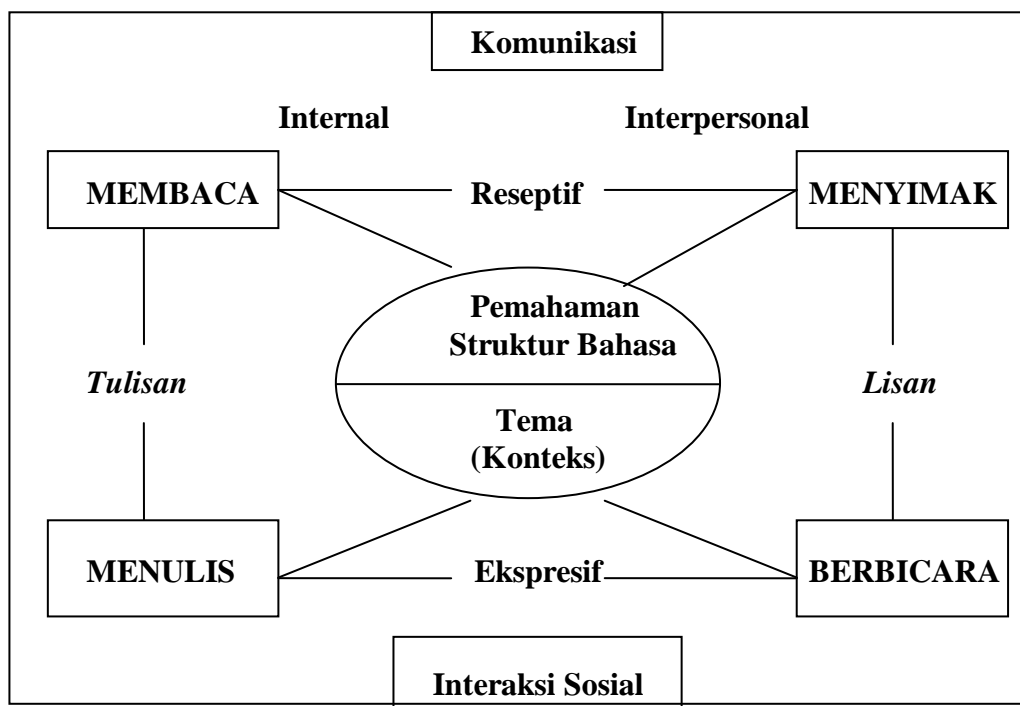 Komunikasi
Internal Interpersonal
MEMBACA Reseptif MENYIMAK
Pemahaman
Struktur Bahasa
Tulisan Lisan
Tema
(Konteks)
MENULIS Ekspresif BERBICARA
Interaksi Sosial